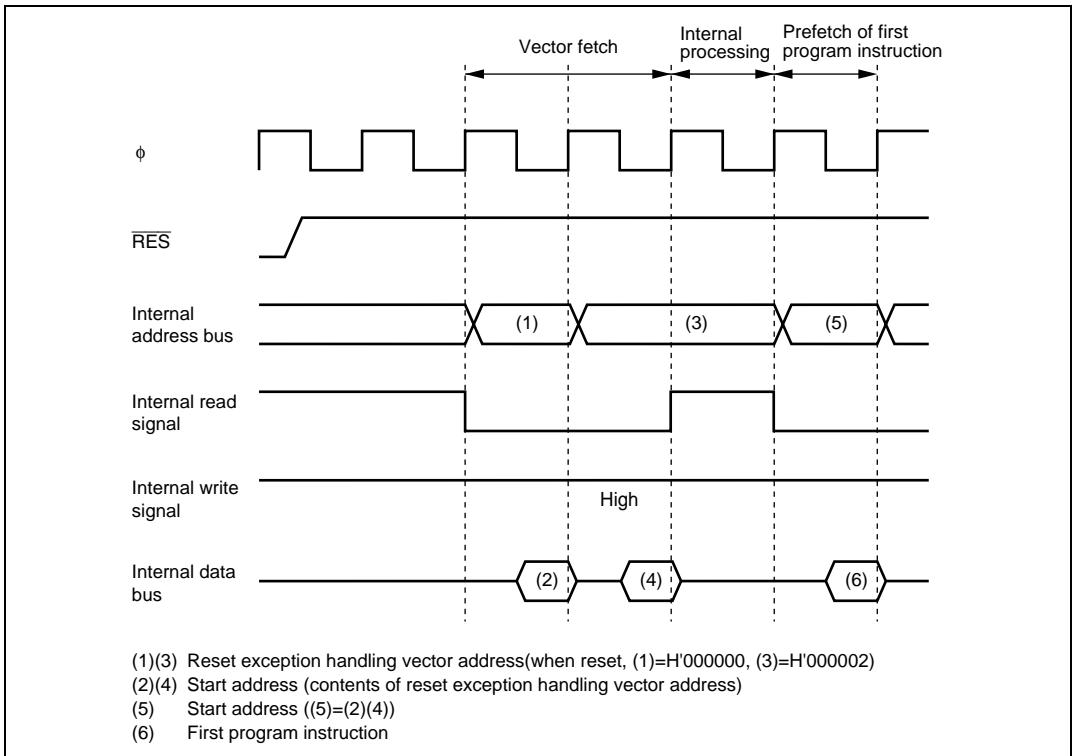 Vector fetch
Internal
processing
Prefetch of first
program instruction
ϕ
RES
Internal
address bus
(1)
(3)
(5)
Internal read
signal
Internal write
signal
High
Internal data
bus
(2)
(4)
(6)
(1)(3) Reset exception handling vector address(when reset, (1)=H'000000, (3)=H'000002)
(2)(4) Start address (contents of reset exception handling vector address)
(5) Start address ((5)=(2)(4))
(6) First program instruction